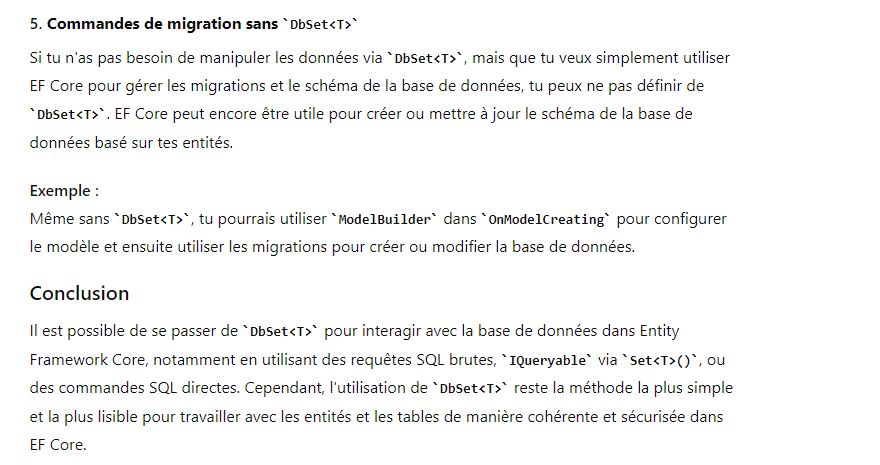 5. Commandes de migration sans `DbSet<T>`
Si tu n'as pas besoin de manipuler les données via `DbSet<T>`, mais que tu veux simplement utiliser
EF Core pour gérer les migrations et le schéma de la base de données, tu peux ne pas définir de
`DbSet<T>`. EF Core peut encore être utile pour créer ou mettre à jour le schéma de la base de
données basé sur tes entités.
Exemple :
Même sans `DbSet<T>`, tu pourrais utiliser `ModelBuilder` dans `OnModelCreating` pour configurer
le modèle et ensuite utiliser les migrations pour créer ou modifier la base de données.
Conclusion
Il est possible de se passer de `DbSet<T>` pour interagir avec la base de données dans Entity
Framework Core, notamment en utilisant des requêtes SQL brutes, `IQueryable` via `Set<T>()`, ou
des commandes SQL directes. Cependant, l'utilisation de `DbSet<T>` reste la méthode la plus simple
et la plus lisible pour travailler avec les entités et les tables de manière cohérente et sécurisée dans
EF Core.